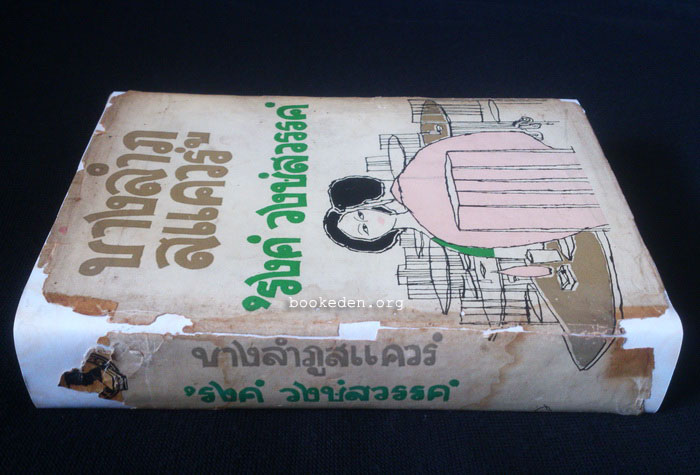 บางลำภู
สแควร์
'รงค์ วงษ์สวรรค์
bookeden.org
บางลำภูสแควร์
'รงค์ วงษ์สวรรค์